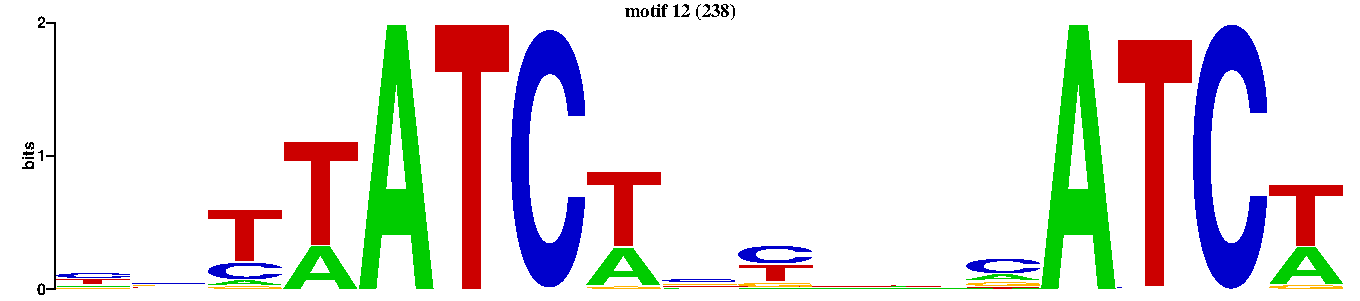 motif 12 (238)
2
bits
1
0
T C T T A T C T C T C A A T C T
A A A A